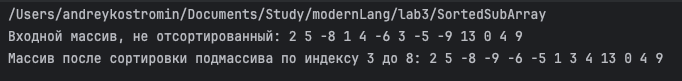 /Users/andreykostromin/Documents/Study/modernLang/lab3/SortedSubArray
Входной массив, не отсортированный: 2 5 -8 1 4 -6 3 -5 -9 13 0 4 9
Массив после сортировки подмассива по индексу 3 до 8: 2 5 -8 -9 -6 -5 1 3 4 13 0 4 9